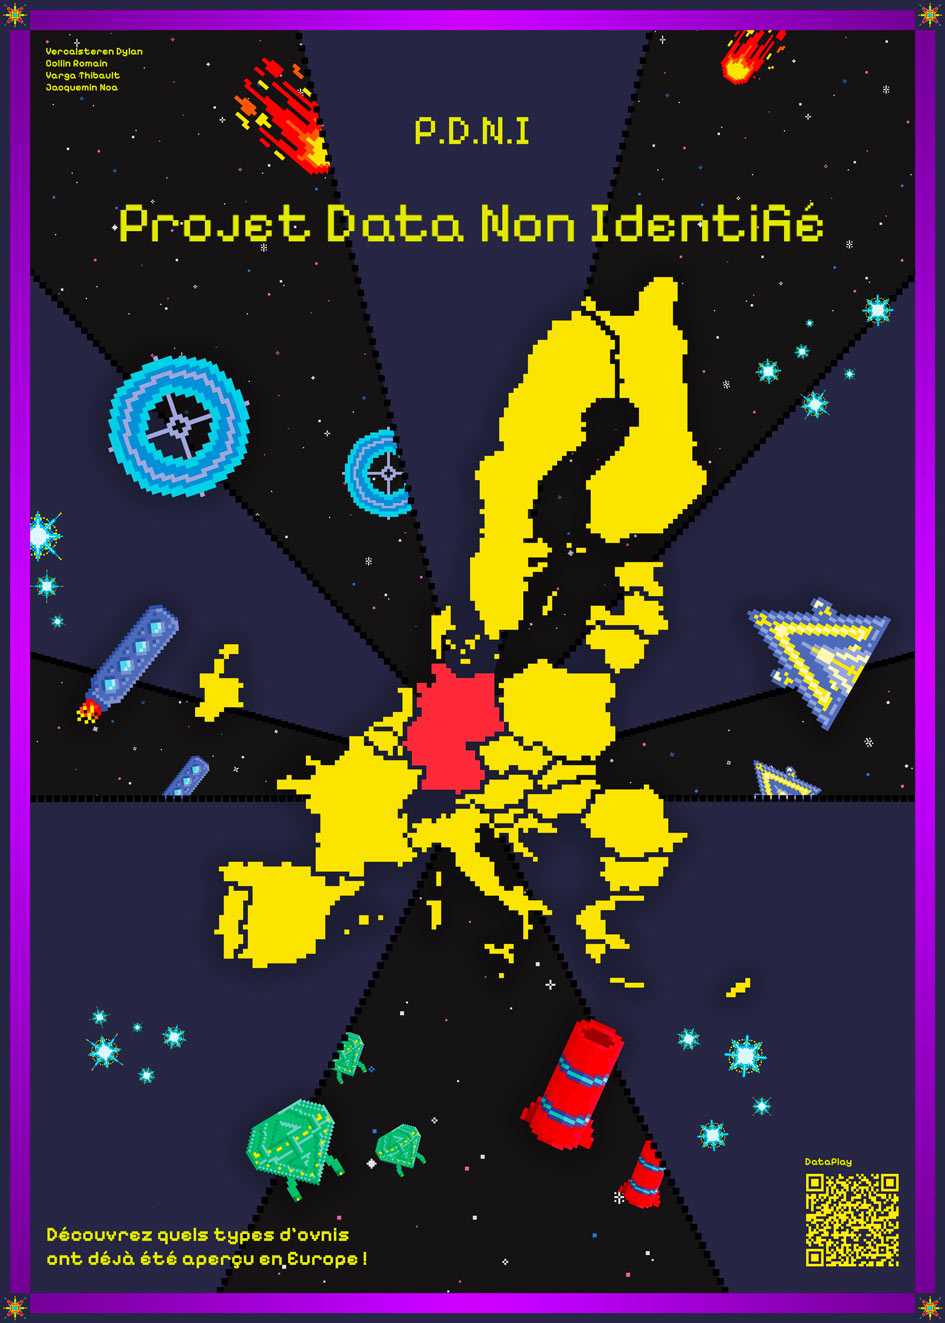 Vercalsteren Dylan
Collin Romain
Varga Thibault
Jacquemin Noa
P.D.N.I
Projet Data Non Identifié
DataPlay
Découvrez quels types d'ovnis
ont déjà été aperçu en Europe !